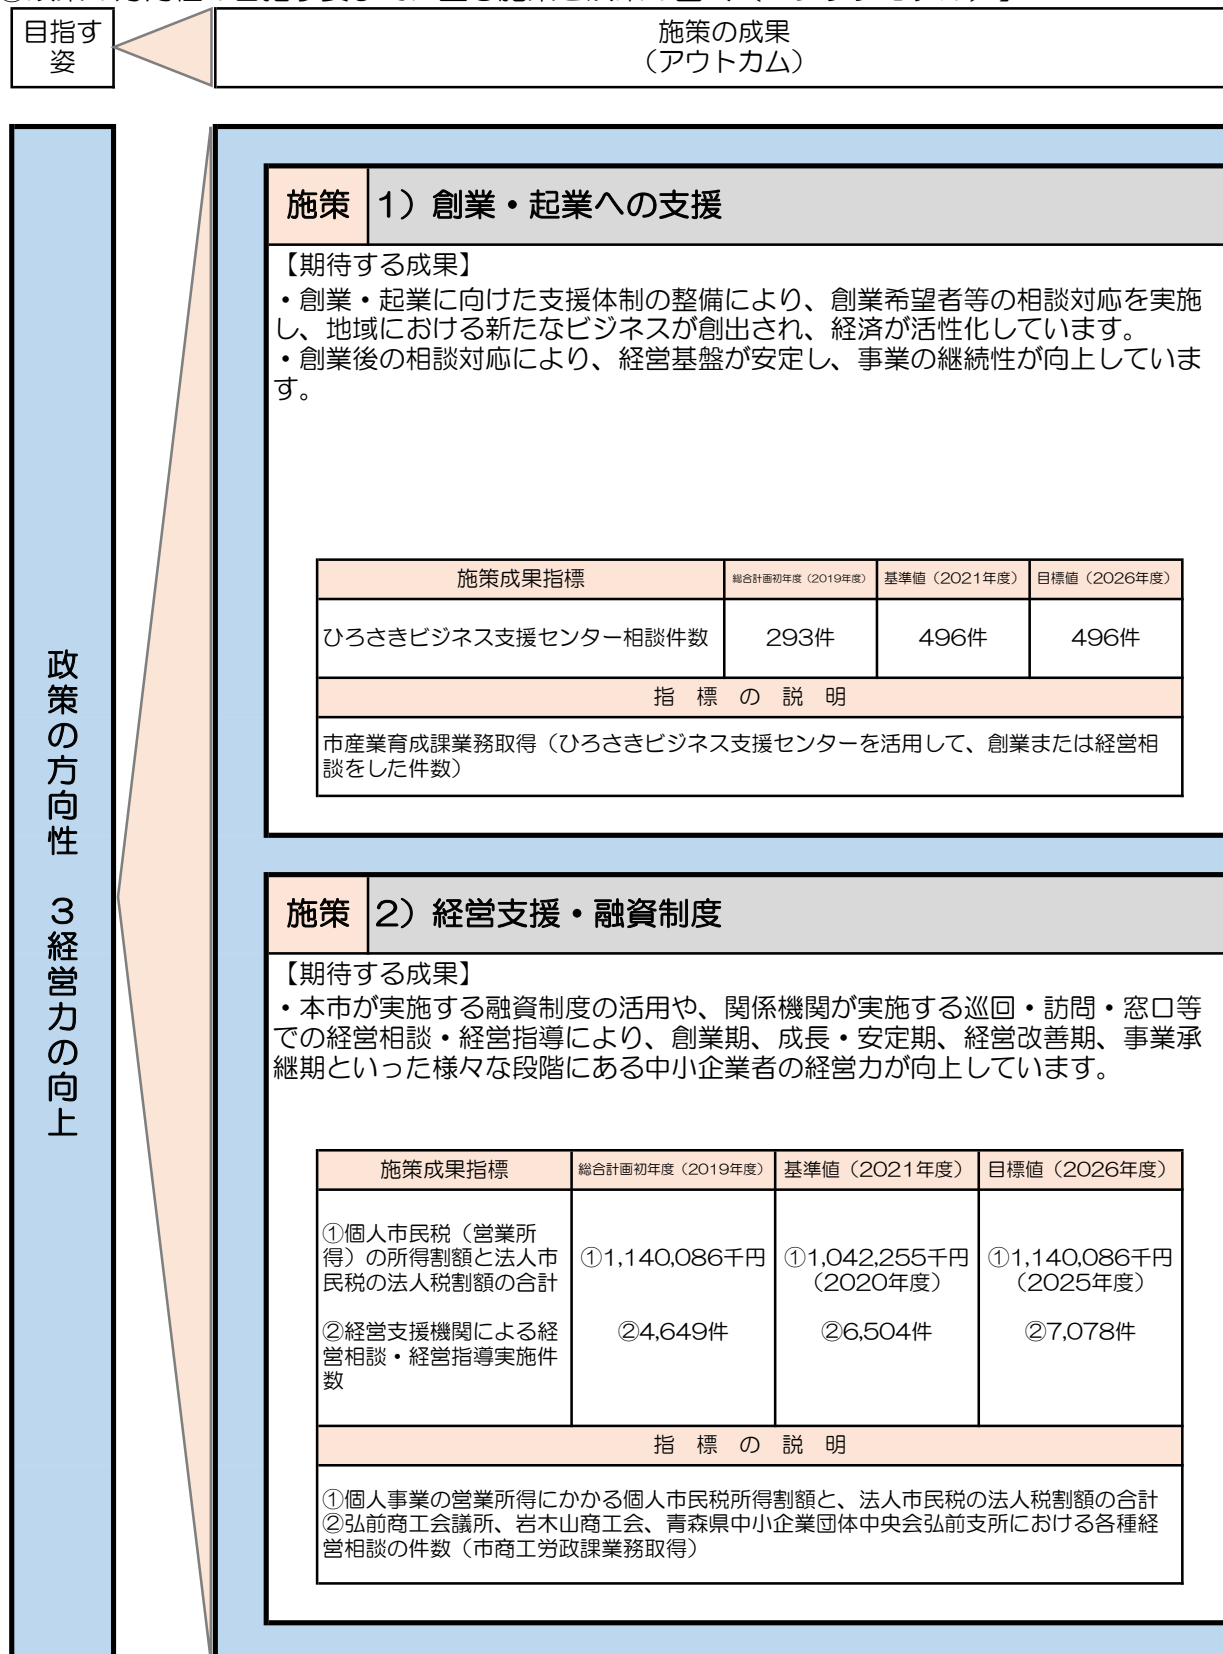 目指す
姿
施策の成果
（アウトカム）
政策の方向性　３経営力の向上
施策
1）創業・起業への支援
【期待する成果】
・創業・起業に向けた支援体制の整備により、創業希望者等の相談対応を実施
し、地域における新たなビジネスが創出され、経済が活性化しています。
・創業後の相談対応により、経営基盤が安定し、事業の継続性が向上していま
す。
施策成果指標
総合計画初年度（2019年度）
基準値（2021年度）
目標値（2026年度）
ひろさきビジネス支援センター相談件数
293件
496件
496件
指　標　の　説　明
市産業育成課業務取得（ひろさきビジネス支援センターを活用して、創業または経営相
談をした件数）
施策
2）経営支援・融資制度
【期待する成果】
・本市が実施する融資制度の活用や、関係機関が実施する巡回・訪問・窓口等
での経営相談・経営指導により、創業期、成長・安定期、経営改善期、事業承
継期といった様々な段階にある中小企業者の経営力が向上しています。
施策成果指標
総合計画初年度（2019年度）
基準値（2021年度）
目標値（2026年度）
①個人市民税（営業所
得）の所得割額と法人市
民税の法人税割額の合計
①1,140,086千円
①1,042,255千円
（2020年度）
①1,140,086千円
（2025年度）
②経営支援機関による経
営相談・経営指導実施件
数
②4,649件
②6,504件
②7,078件
指　標　の　説　明
①個人事業の営業所得にかかる個人市民税所得割額と、法人市民税の法人税割額の合計
②弘前商工会議所、岩木山商工会、青森県中小企業団体中央会弘前支所における各種経
営相談の件数（市商工労政課業務取得）